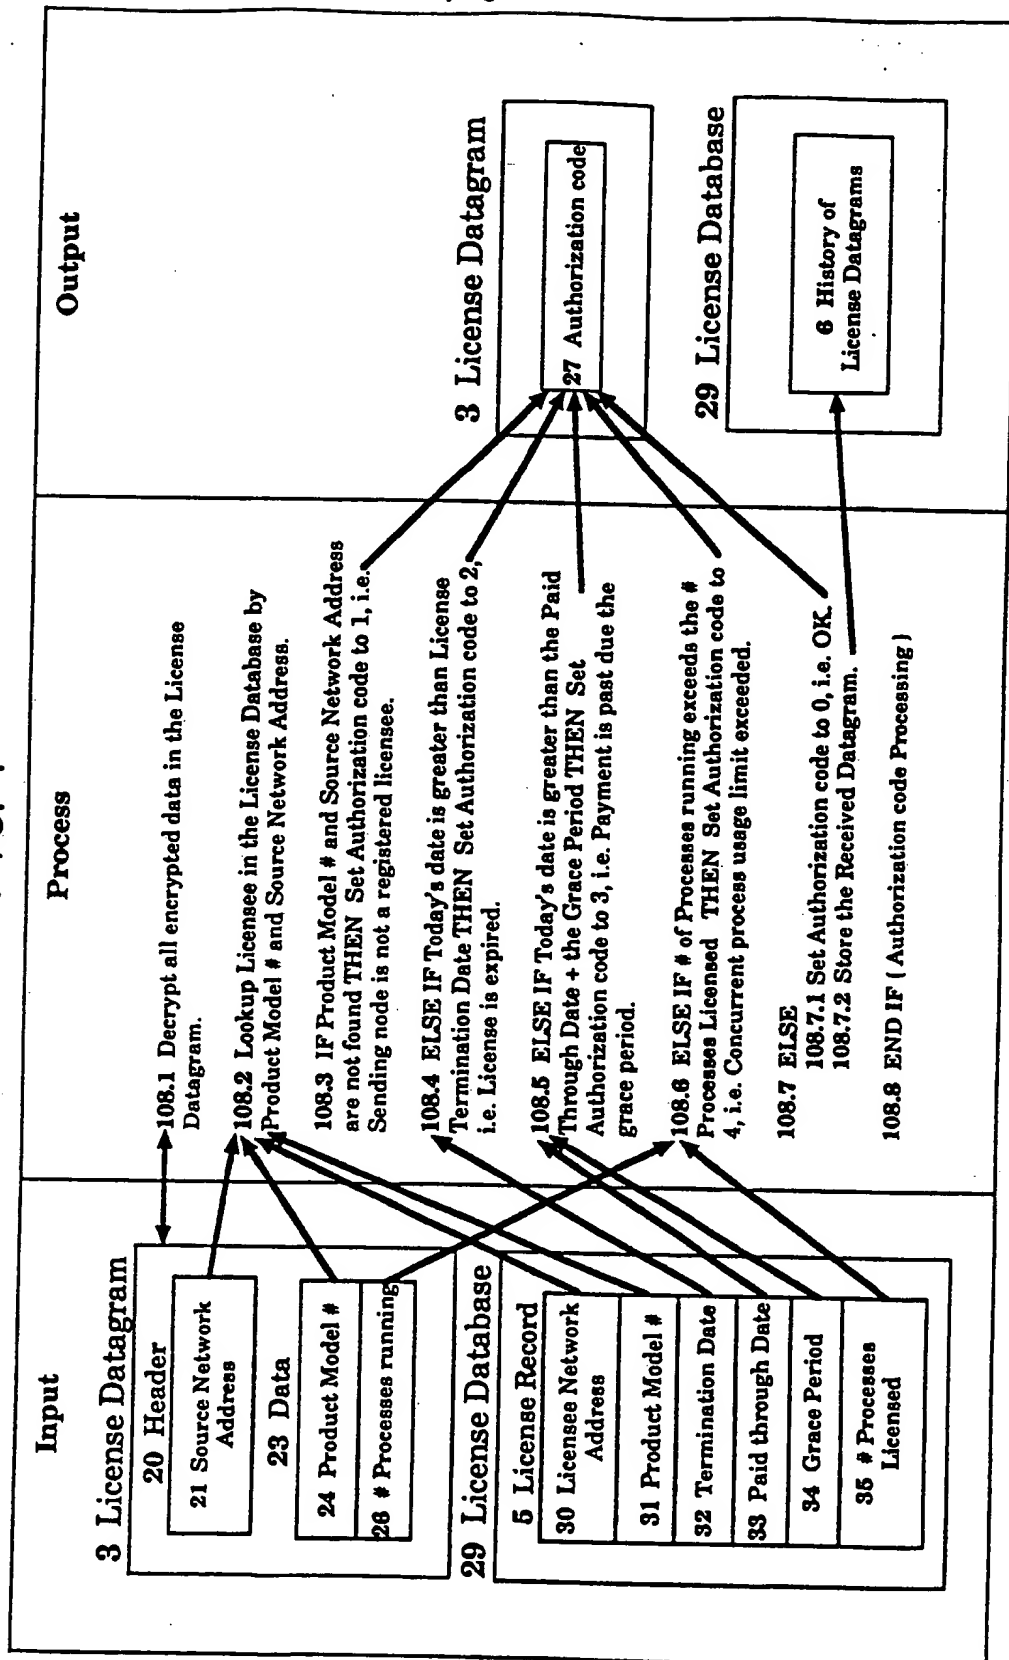 Input
3 License Datagram
20 Header
21 Source Network
Address
23 Data
24 Product Model #
26 # Processes running
29 License Database
5 License Record
30 Licensee Network
Address
31 Product Model #
32 Termination Date
33 Paid through Date
34 Grace Period
35 # Processes
Licensed
Process
108.1 Decrypt all encrypted data in the License
Datagram.
108.2 Lookup Licensee in the License Database by
Product Model # and Source Network Address.
108.3 IF Product Model # and Source Network Address
are not found THEN Set Authorization code to 1, i.e.
Sending node is not a registered licensee.
108.4 ELSE IF Today's date is greater than License
Termination Date THEN Set Authorization code to 2,
i.e. License is expired.
108.5 ELSE IF Today's date is greater than the Paid
Through Date + the Grace Period THEN Set
Authorization code to 3, i.e. Payment is past due the
grace period.
108.6 ELSE IF # of Processes running exceeds the #
Processes Licensed THEN Set Authorization code to
4, i.e. Concurrent process usage limit exceeded.
108.7 ELSE
108.7.1 Set Authorization code to 0, i.e. OK.
108.7.2 Store the Received Datagram.
108.8 END IF { Authorization code Processing }
Output
3 License Datagram
27 Authorization code
29 License Database
6 History of
License Datagrams